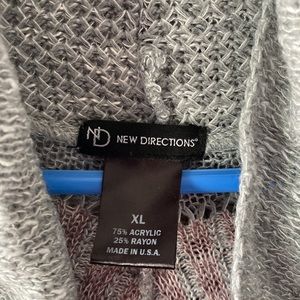 ND NEW DIRECTIONS®
XL
75% ACRYLIC
25% RAYON
MADE IN U.S.A.